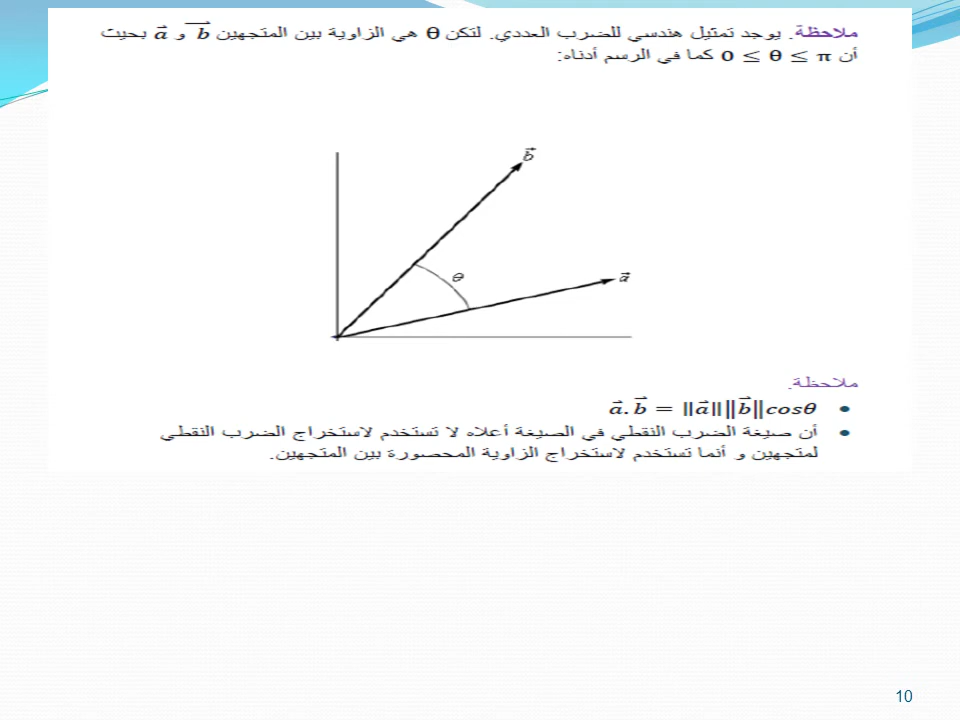 ملاحظة. يوجد تمثيل هندسي للضرب العددي. لتكن θ هي الزاوية بين المتجهين b⃗ و a⃗ بحيث
أن 0 ≤ θ ≤ π كما في الرسم أدناه:
b⃗
θ
a⃗
ملاحظة.
• a⃗. b⃗ = ‖a⃗‖‖b⃗‖cosθ
• أن صيغة الضرب النقطي في الصيغة أعلاه لا تستخدم لاستخراج الضرب النقطي
لمتجهين و أنما تستخدم لاستخراج الزاوية المحصورة بين المتجهين.
10